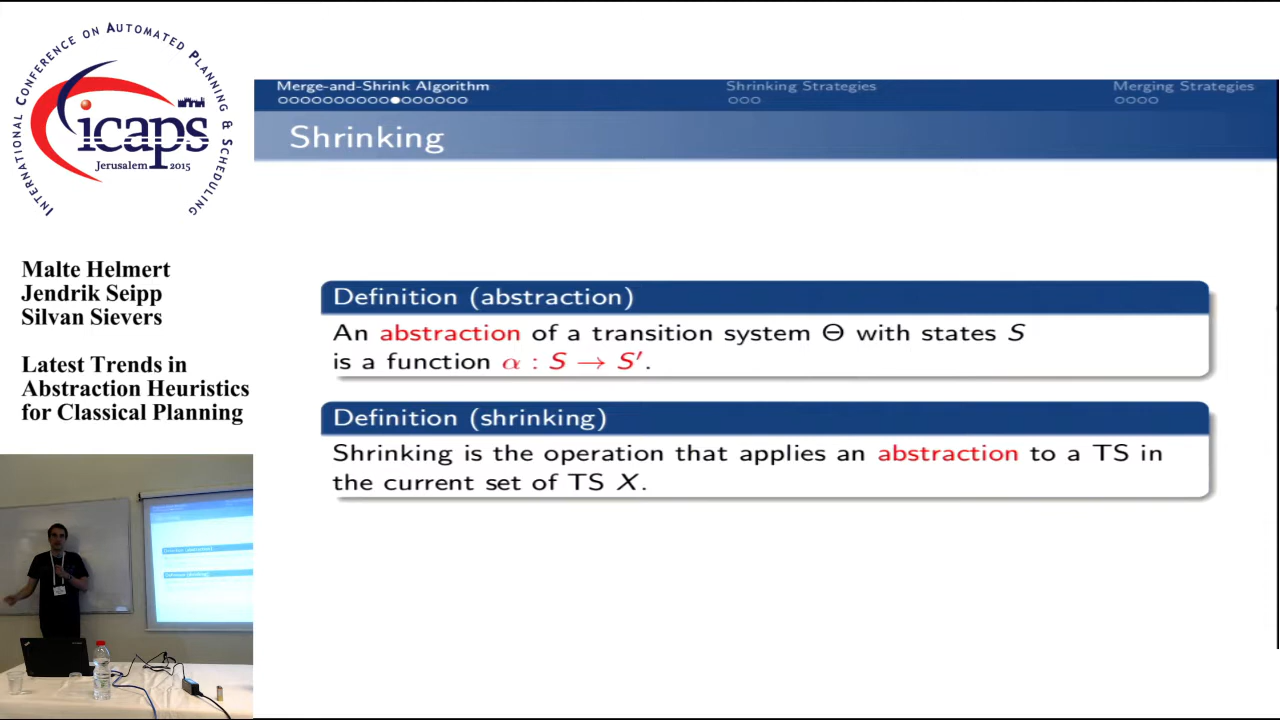 INTERNATIONAL CONFERENCE ON AUTOMATED PLANNING & SCHEDULING
icaps
Jerusalem 2015
Malte Helmert
Jendrik Seipp
Silvan Sievers
Latest Trends in
Abstraction Heuristics
for Classical Planning
Merge-and-Shrink Algorithm
Shrinking Strategies
Merging Strategies
Shrinking
Definition (abstraction)
An abstraction of a transition system Θ with states S
is a function α : S → S′.
Definition (shrinking)
Shrinking is the operation that applies an abstraction to a TS in
the current set of TS X.